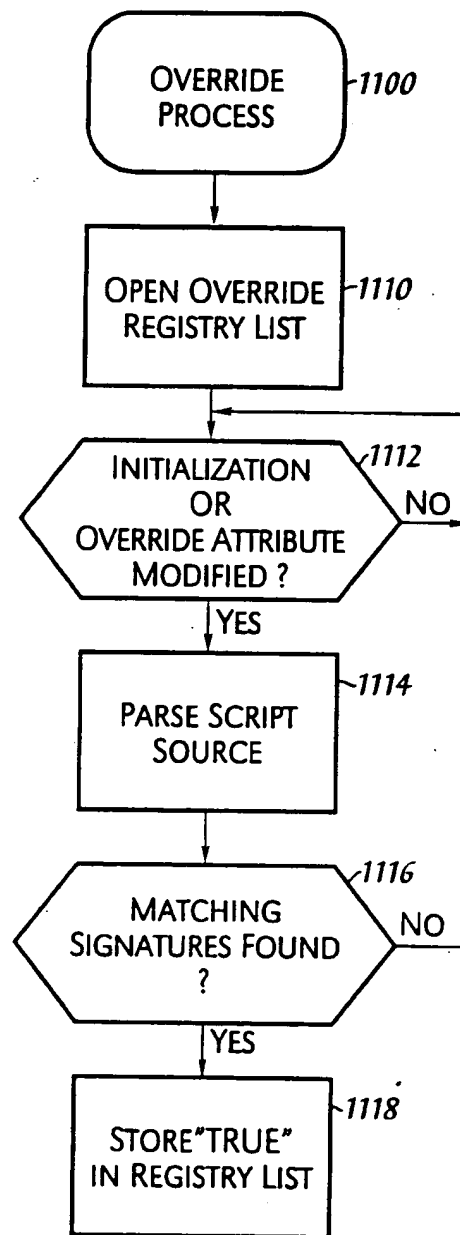 OVERRIDE
PROCESS
1100
OPEN OVERRIDE
REGISTRY LIST
1110
INITIALIZATION
OR
OVERRIDE ATTRIBUTE
MODIFIED ?
1112
NO
YES
PARSE SCRIPT
SOURCE
1114
MATCHING
SIGNATURES FOUND
?
1116
NO
YES
STORE"TRUE"
IN REGISTRY LIST
1118